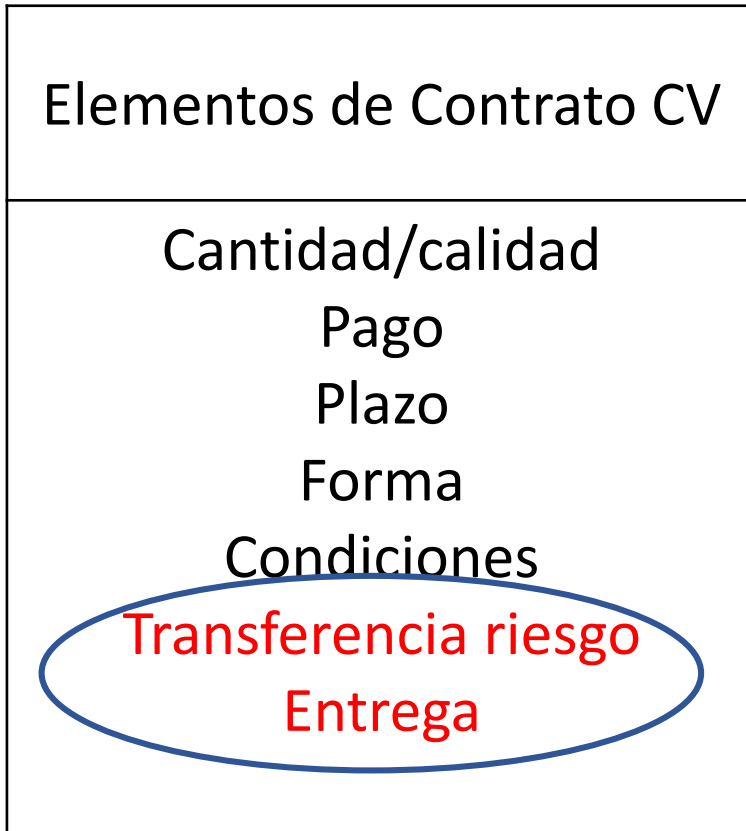 Elementos de Contrato CV
Cantidad/calidad
Pago
Plazo
Forma
Condiciones
Transferencia riesgo
Entrega